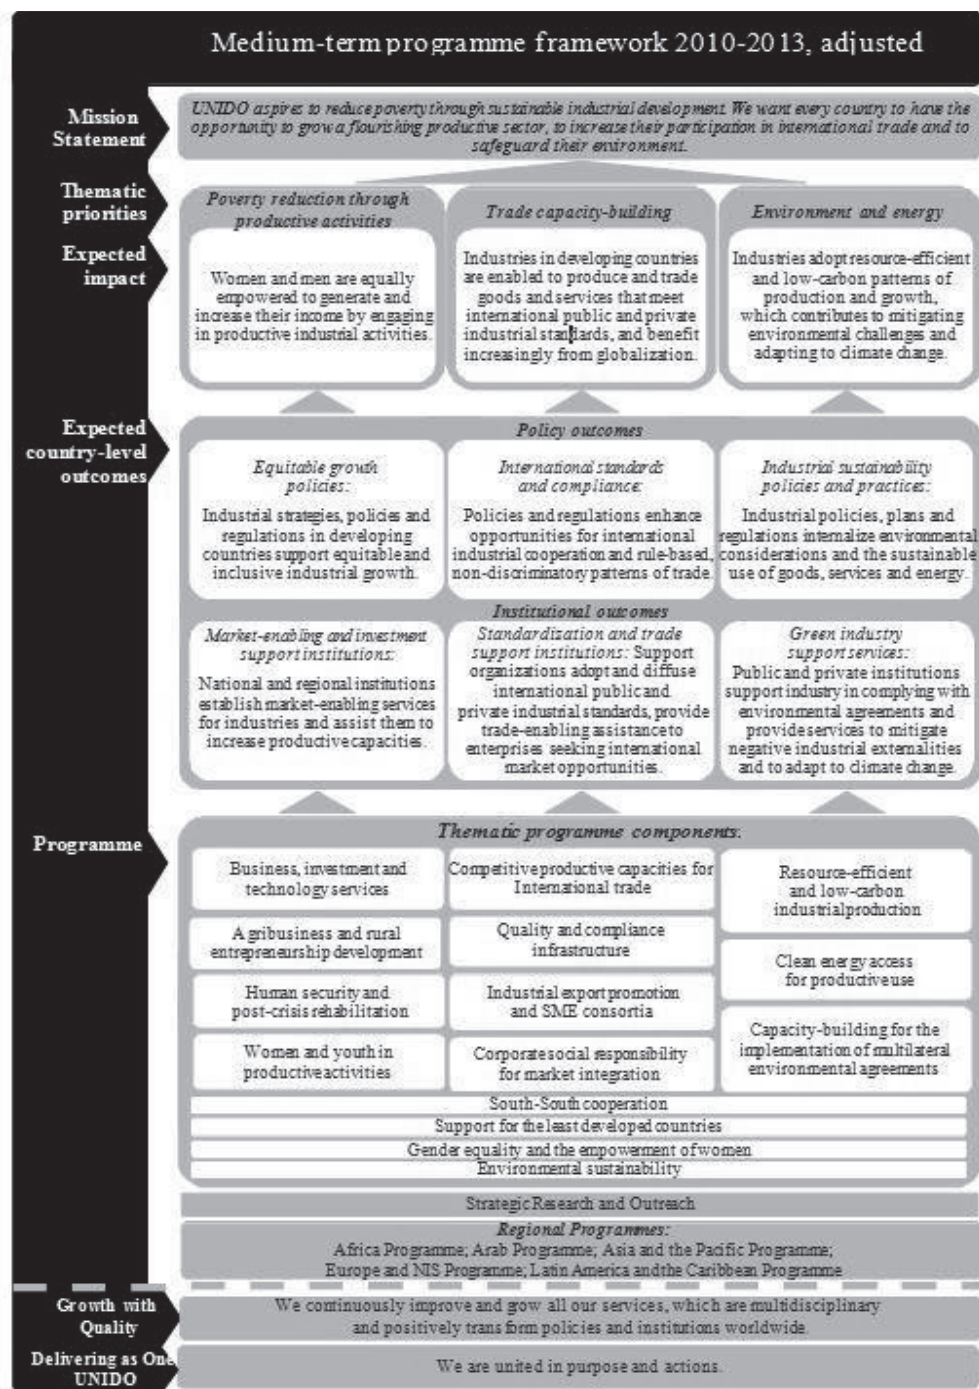 Medium-term programme framework 2010-2013, adjusted
Mission
Statement
UNIDO aspires to reduce poverty through sustainable industrial development. We want every country to have the
opportunity to grow a flourishing productive sector, to increase their participation in international trade and to
safeguard their environment.
Thematic
priorities
Poverty reduction through
productive activities
Trade capacity-building
Environment and energy
Expected
impact
Women and men are equally
empowered to generate and
increase their income by engaging
in productive industrial activities.
Industries in developing countries
are enabled to produce and trade
goods and services that meet
international public and private
industrial standards, and benefit
increasingly from globalization.
Industries adopt resource-efficient
and low-carbon patterns of
production and growth,
which contributes to mitigating
environmental challenges and
adapting to climate change.
Expected
country-level
outcomes
Policy outcomes
Equitable growth
policies:
Industrial strategies, policies and
regulations in developing
countries support equitable and
inclusive industrial growth.
International standards
and compliance:
Policies and regulations enhance
opportunities for international
industrial cooperation and rule-based,
non-discriminatory patterns of trade.
Industrial sustainability
policies and practices:
Industrial policies, plans and
regulations internalize environmental
considerations and the sustainable
use of goods, services and energy.
Institutional outcomes
Market-enabling and investment
support institutions:
National and regional institutions
establish market-enabling services
for industries and assist them to
increase productive capacities.
Standardization and trade
support institutions: Support
organizations adopt and diffuse
international public and
private industrial standards, provide
trade-enabling assistance to
enterprises seeking international
market opportunities.
Green industry
support services:
Public and private institutions
support industry in complying with
environmental agreements and
provide services to mitigate
negative industrial externalities
and to adapt to climate change.
Programme
Thematic programme components:
Business, investment and
technology services
Agribusiness and rural
entrepreneurship development
Human security and
post-crisis rehabilitation
Women and youth in
productive activities
Competitive productive capacities for
International trade
Quality and compliance
infrastructure
Industrial export promotion
and SME consortia
Corporate social responsibility
for market integration
Resource-efficient
and low-carbon
industrial production
Clean energy access
for productive use
Capacity-building for the
implementation of multilateral
environmental agreements
South-South cooperation
Support for the least developed countries
Gender equality and the empowerment of women
Environmental sustainability
Strategic Research and Outreach
Regional Programmes:
Africa Programme; Arab Programme; Asia and the Pacific Programme;
Europe and NIS Programme; Latin America and the Caribbean Programme
Growth with
Quality
We continuously improve and grow all our services, which are multidisciplinary
and positively transform policies and institutions worldwide.
Delivering as One
UNIDO
We are united in purpose and actions.